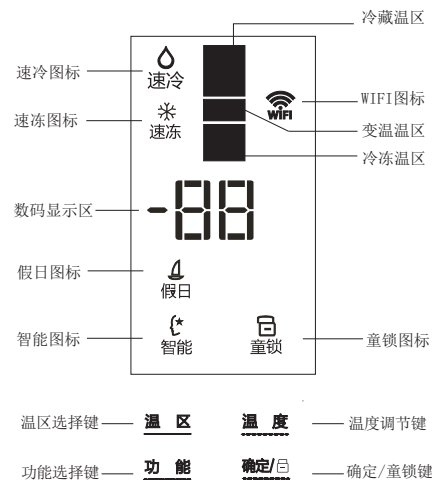 冷藏温区
速冷图标
速冷
WIFI图标
WiFi
速冻图标
速冻
变温温区
冷冻温区
数码显示区
-88
假日图标
假日
智能图标
智能
童锁
童锁图标
温区选择键
温 区
温 度
温度调节键
功能选择键
功 能
确定/
确定/童锁键